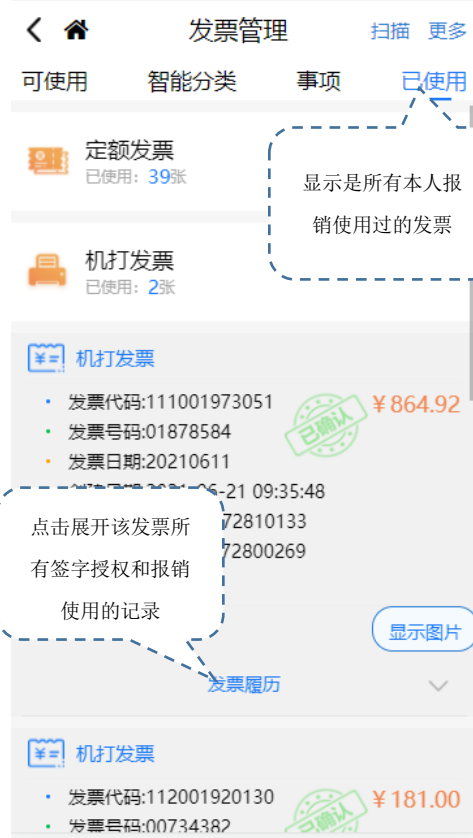 发票管理
扫描 更多
可使用 智能分类 事项 已使用
定额发票
已使用：39张
显示是所有本人报
销使用过的发票
机打发票
已使用：2张
机打发票
发票代码:111001973051
¥864.92
已确认
发票号码:01878584
发票日期:20210611
-21 09:35:48
72810133
72800269
点击展开该发票所
有签字授权和报销
使用的记录
显示图片
发票履历
机打发票
发票代码:112001920130
¥181.00
发票号码:00734382